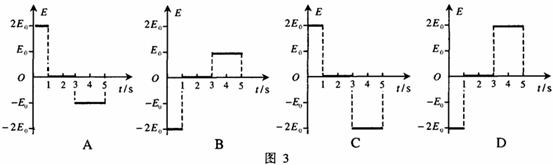 E E E E
2E₀ 2E₀ 2E₀ 2E₀
E₀ E₀ E₀ E₀
O 1 2 3 4 5 t/s O 1 2 3 4 5 t/s O 1 2 3 4 5 t/s O 1 2 3 4 5 t/s
-E₀ -E₀ -E₀ -E₀
-2E₀ -2E₀ -2E₀ -2E₀
A B C D
图 3